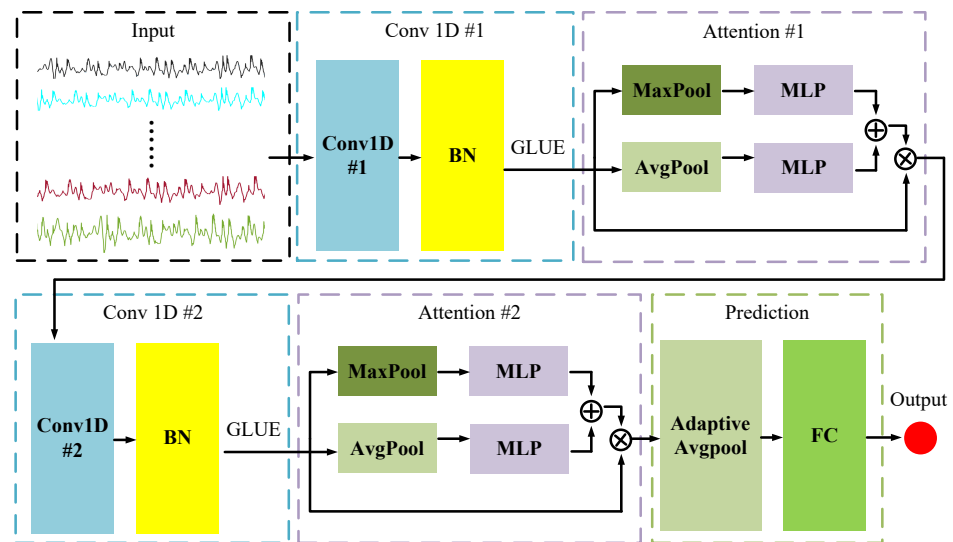 Input
Conv 1D #1
Attention #1
Conv1D
#1
BN
GLUE
MaxPool
MLP
AvgPool
MLP
Conv 1D #2
Attention #2
Prediction
Conv1D
#2
BN
GLUE
MaxPool
MLP
AvgPool
MLP
Adaptive
Avgpool
FC
Output